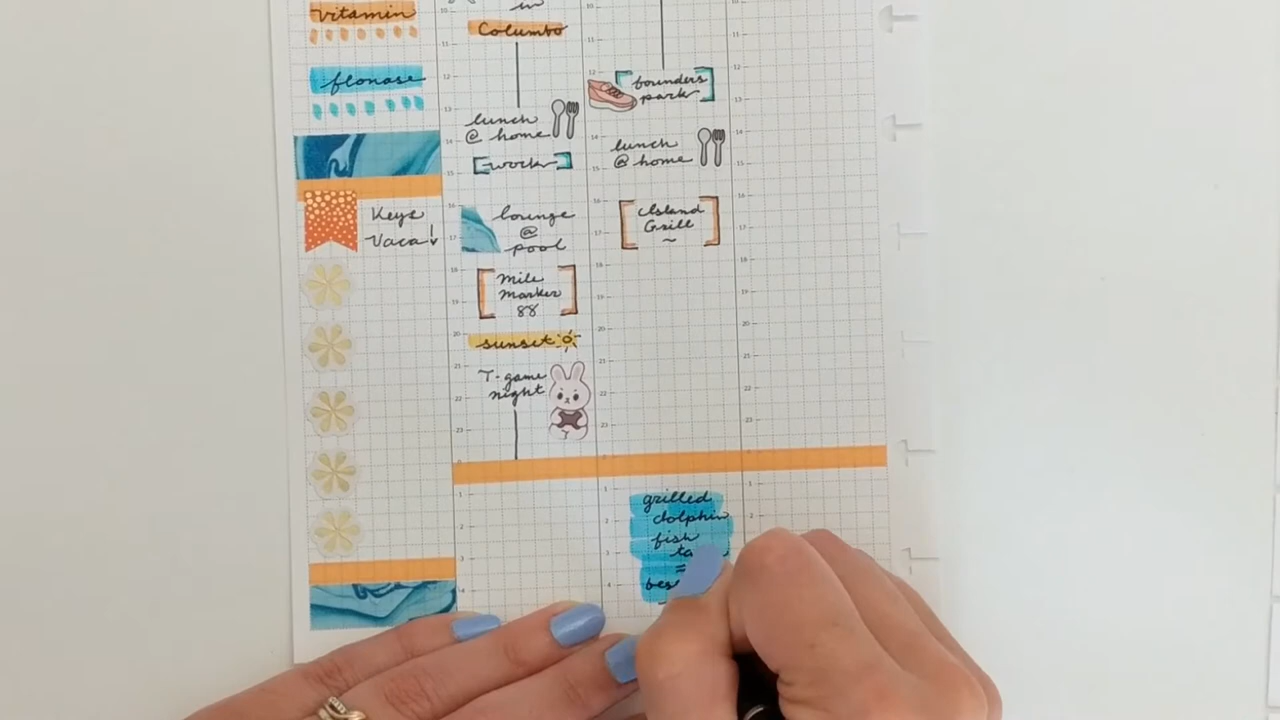 vitamin
flonase
Keys
Vaca!
in
Columbo
lunch
@ home
work
lounge
@
pool
Mile
Marker
88
sunset
T-game
night
founders
park
lunch
@ home
Island
Grill
~
grilled
dolphin
fish
=